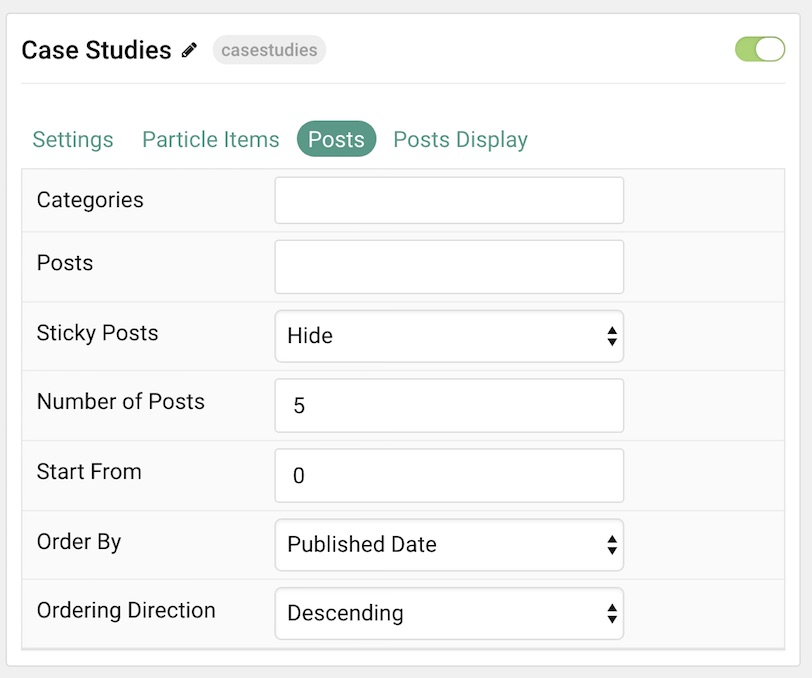 Case Studies casestudies
Settings Particle Items Posts Posts Display
Categories
Posts
Sticky Posts Hide
Number of Posts 5
Start From 0
Order By Published Date
Ordering Direction Descending